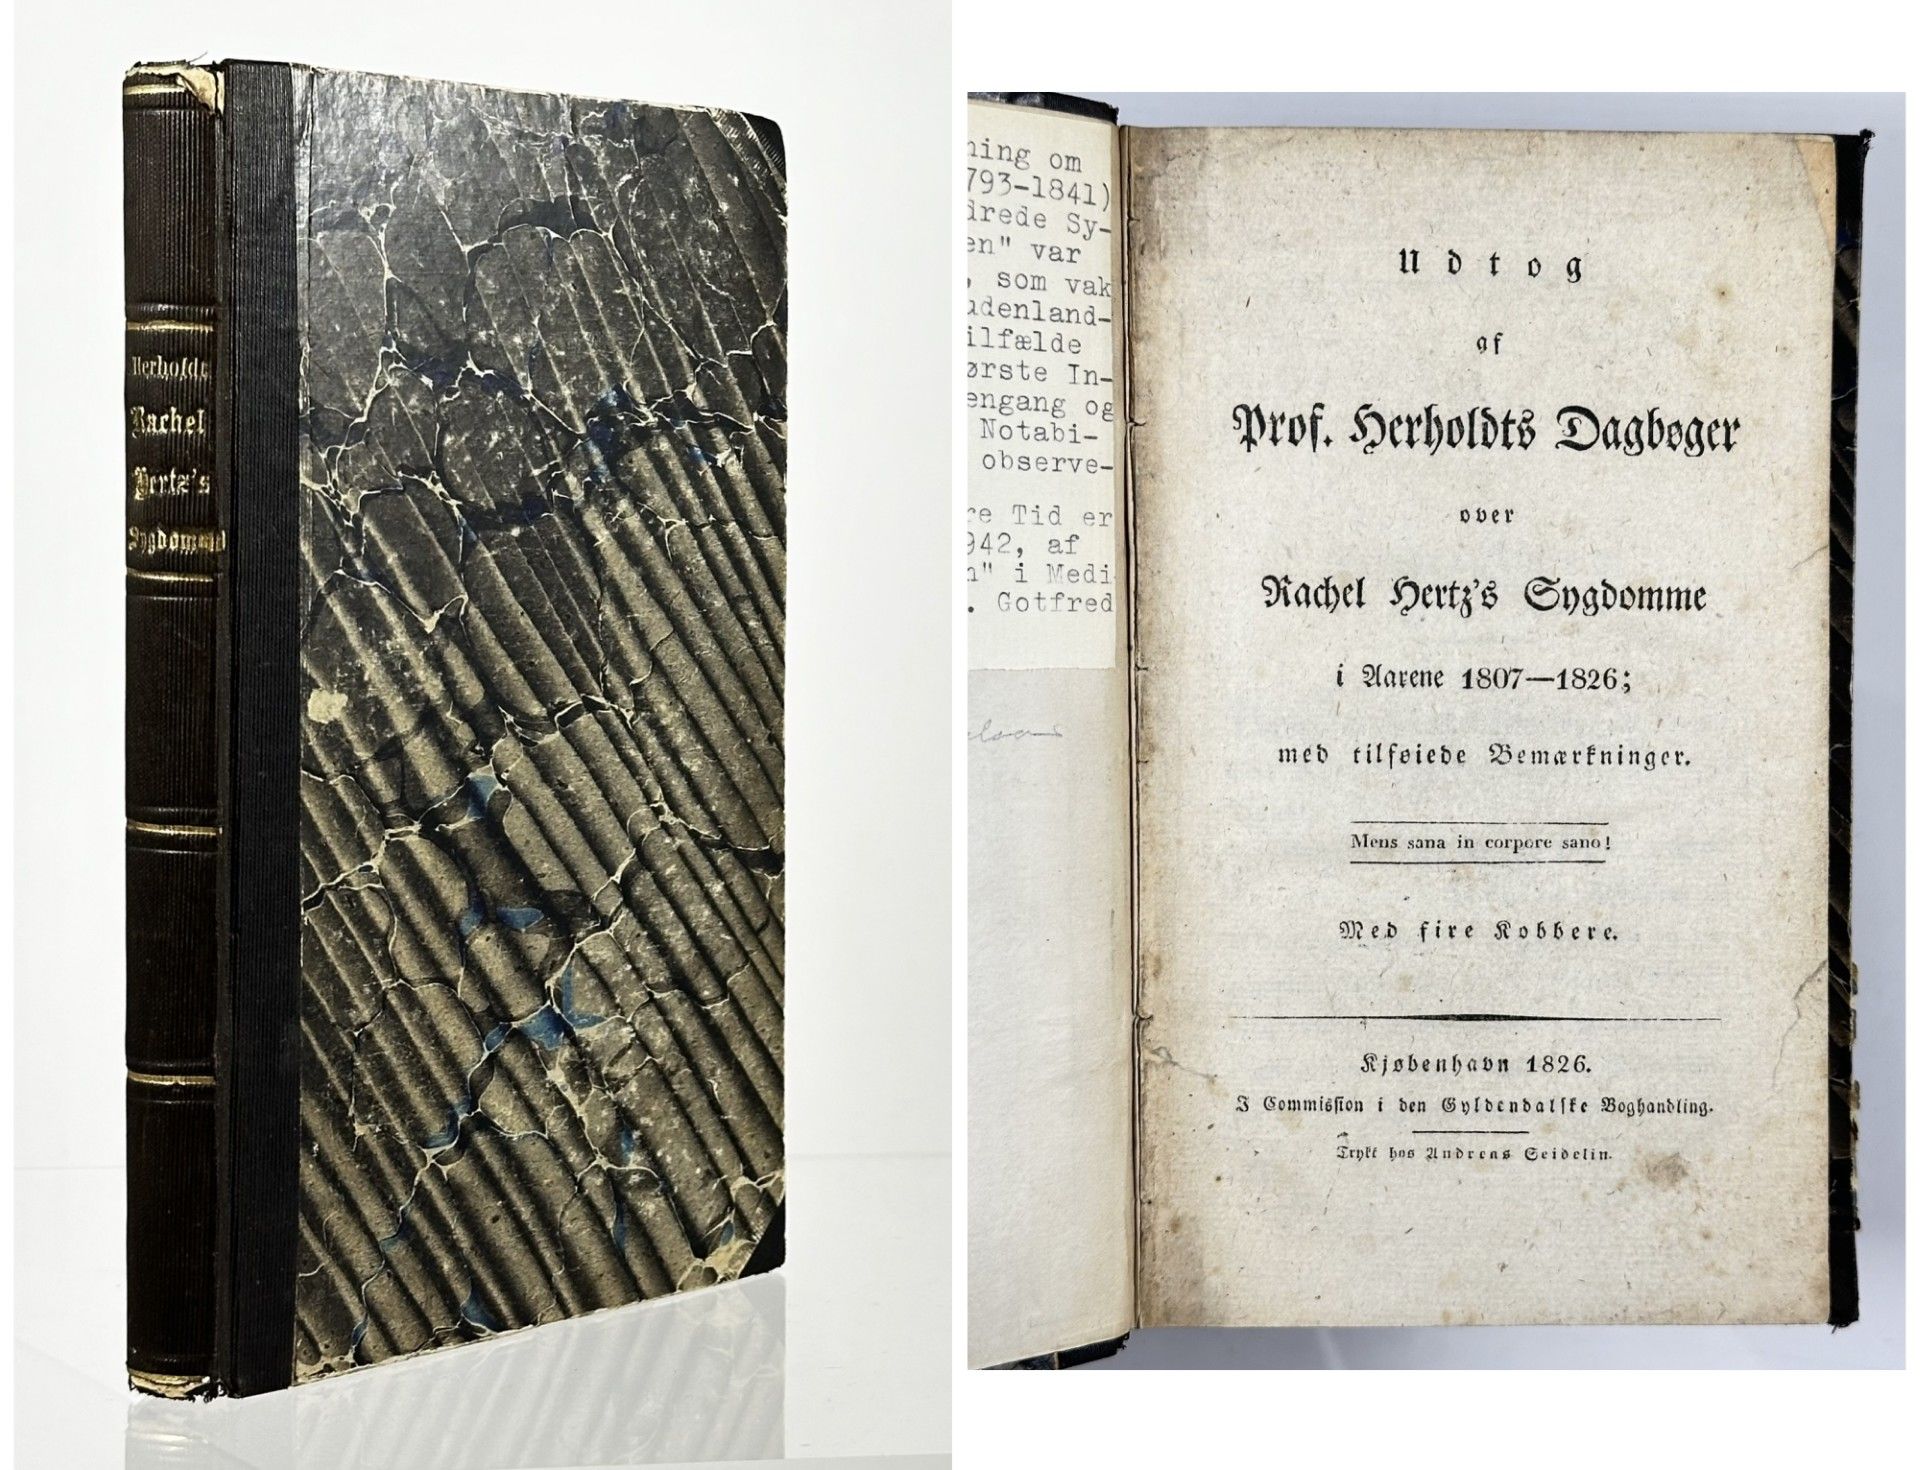 Herholdt
Rachel
Hertz's
Sygdomme
ning om
793-1841)
drede Sy-
en" var
, som vak
udenland-
ilfælde
ørste In-
engang og
Notabi-
observe-
re Tid er
942, af
n" i Medi
. Gotfred
Udtog
af
Prof. Herholdts Dagbøger
over
Rachel Hertz's Sygdomme
i Aarene 1807—1826;
med tilføiede Bemærkninger.
Mens sana in corpore sano!
Med fire Kobbere.
Kjøbenhavn 1826.
I Commission i den Gyldendalske Boghandling.
Trykt hos Andreas Seidelin.